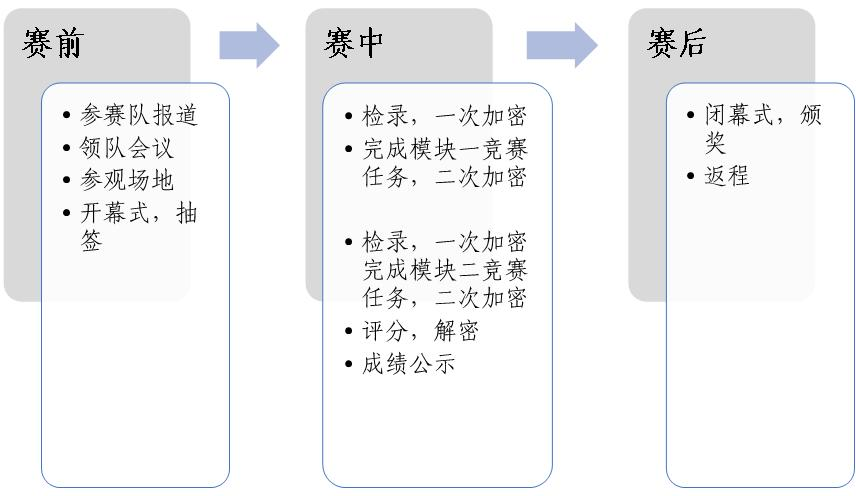 赛前
• 参赛队报道
• 领队会议
• 参观场地
• 开幕式，抽
签
赛中
• 检录，一次加密
• 完成模块一竞赛
任务，二次加密
• 检录，一次加密
完成模块二竞赛
任务，二次加密
• 评分，解密
• 成绩公示
赛后
• 闭幕式，颁
奖
• 返程